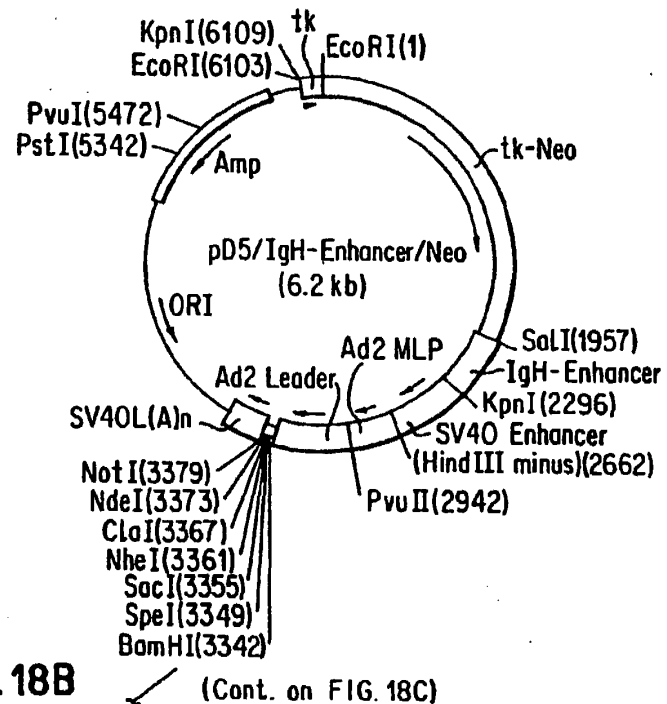 tk
KpnI(6109)
EcoRI(1)
EcoRI(6103)
PvuI(5472)
PstI(5342)
Amp
tk-Neo
pD5/IgH-Enhancer/Neo
(6.2 kb)
ORI
SalI(1957)
Ad2 MLP
IgH-Enhancer
Ad2 Leader
KpnI(2296)
SV40L(A)n
SV40 Enhancer
(HindIII minus)(2662)
PvuII(2942)
NotI(3379)
NdeI(3373)
ClaI(3367)
NheI(3361)
SacI(3355)
SpeI(3349)
BamHI(3342)
.18B
(Cont. on FIG. 18C)